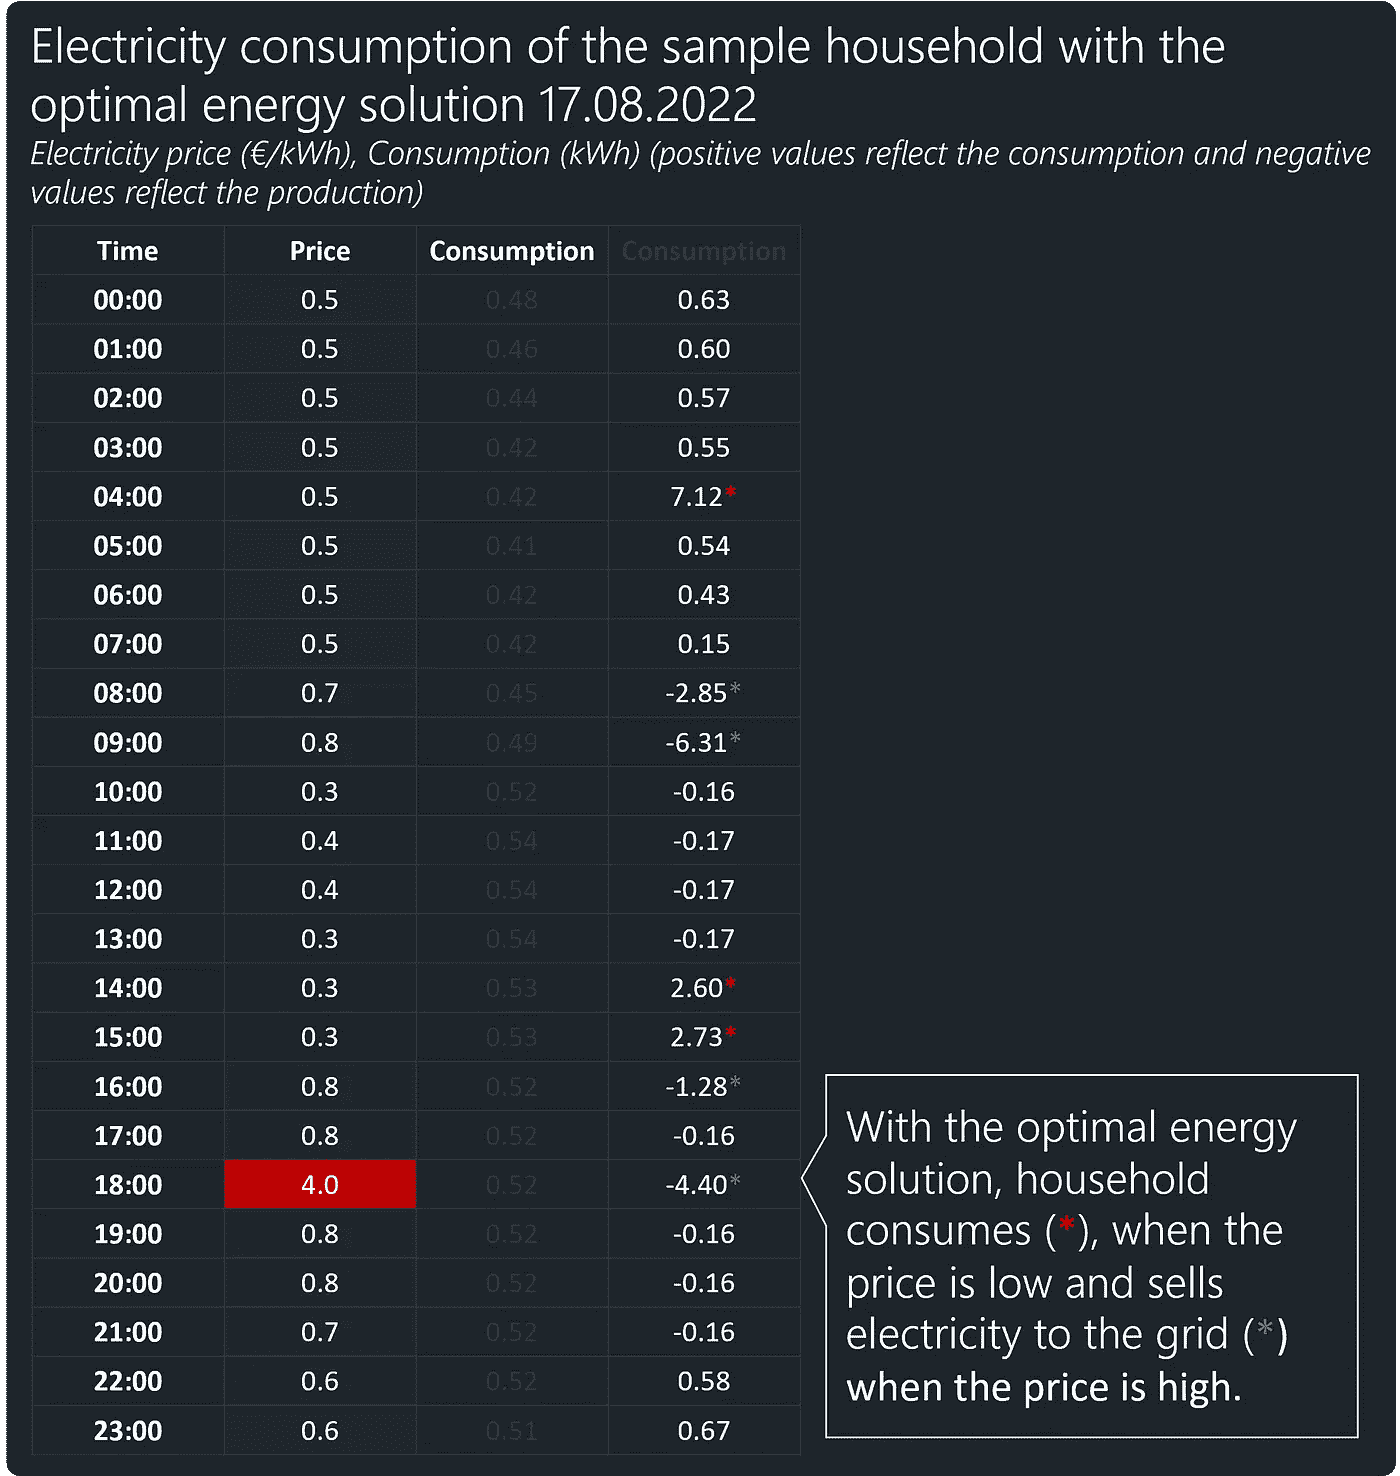 Electricity consumption of the sample household with the
optimal energy solution 17.08.2022
Electricity price (€/kWh), Consumption (kWh) (positive values reflect the consumption and negative
values reflect the production)
Time Price Consumption Consumption
00:00 0.5 0.48 0.63
01:00 0.5 0.46 0.60
02:00 0.5 0.44 0.57
03:00 0.5 0.42 0.55
04:00 0.5 0.42 7.12*
05:00 0.5 0.41 0.54
06:00 0.5 0.42 0.43
07:00 0.5 0.42 0.15
08:00 0.7 0.45 -2.85*
09:00 0.8 0.49 -6.31*
10:00 0.3 0.52 -0.16
11:00 0.4 0.54 -0.17
12:00 0.4 0.54 -0.17
13:00 0.3 0.54 -0.17
14:00 0.3 0.53 2.60*
15:00 0.3 0.53 2.73*
16:00 0.8 0.52 -1.28*
17:00 0.8 0.52 -0.16
18:00 4.0 0.52 -4.40*
19:00 0.8 0.52 -0.16
20:00 0.8 0.52 -0.16
21:00 0.7 0.52 -0.16
22:00 0.6 0.52 0.58
23:00 0.6 0.51 0.67
With the optimal energy
solution, household
consumes (*), when the
price is low and sells
electricity to the grid (*)
when the price is high.